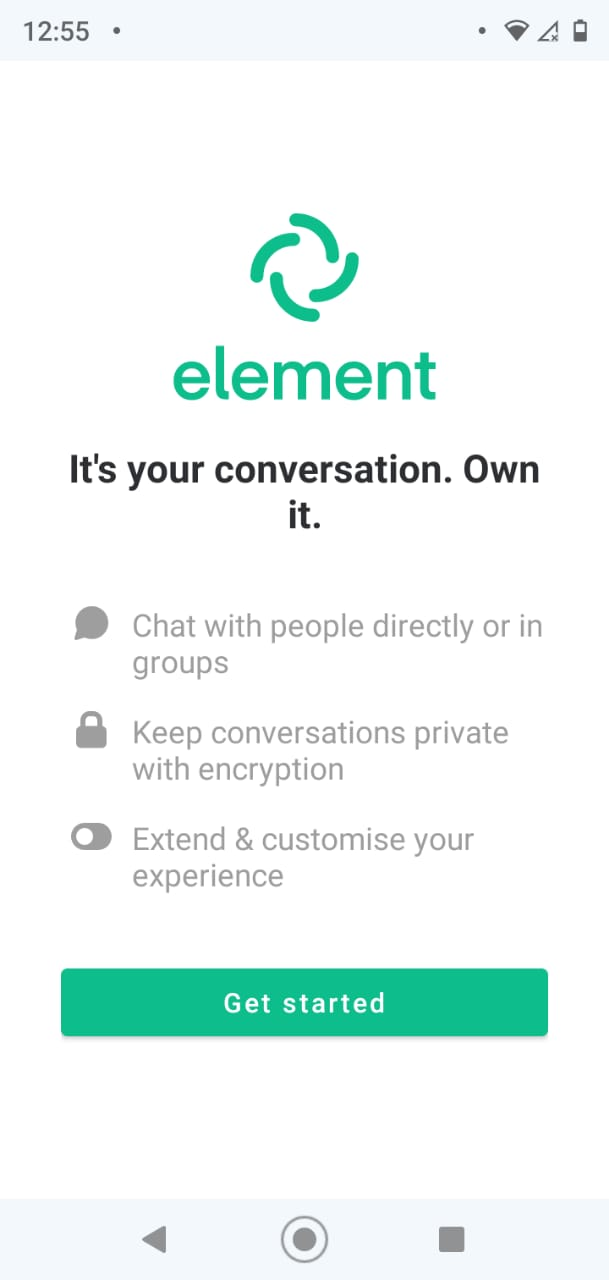 12:55
element
It's your conversation. Own
it.
Chat with people directly or in
groups
Keep conversations private
with encryption
Extend & customise your
experience
Get started